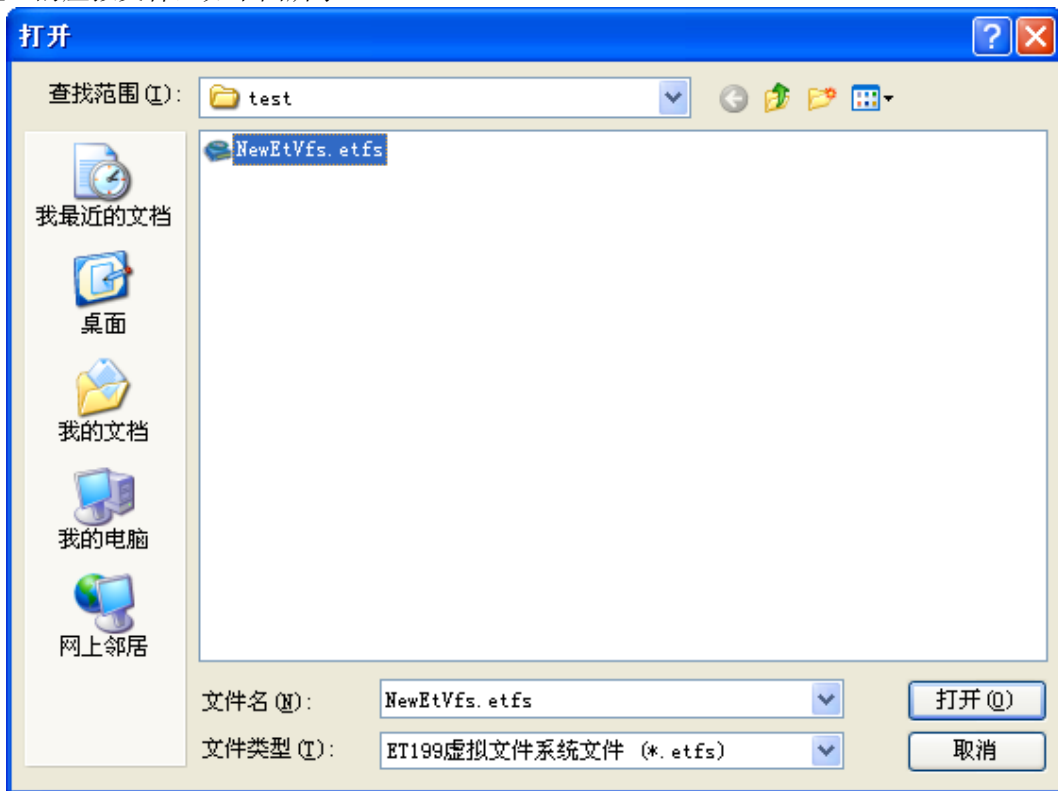 打开
查找范围(I):
test
NewEtVfs.etfs
我最近的文档
桌面
我的文档
我的电脑
网上邻居
文件名(N):
NewEtVfs.etfs
打开(O)
文件类型(T):
ET199虚拟文件系统文件 (*.etfs)
取消